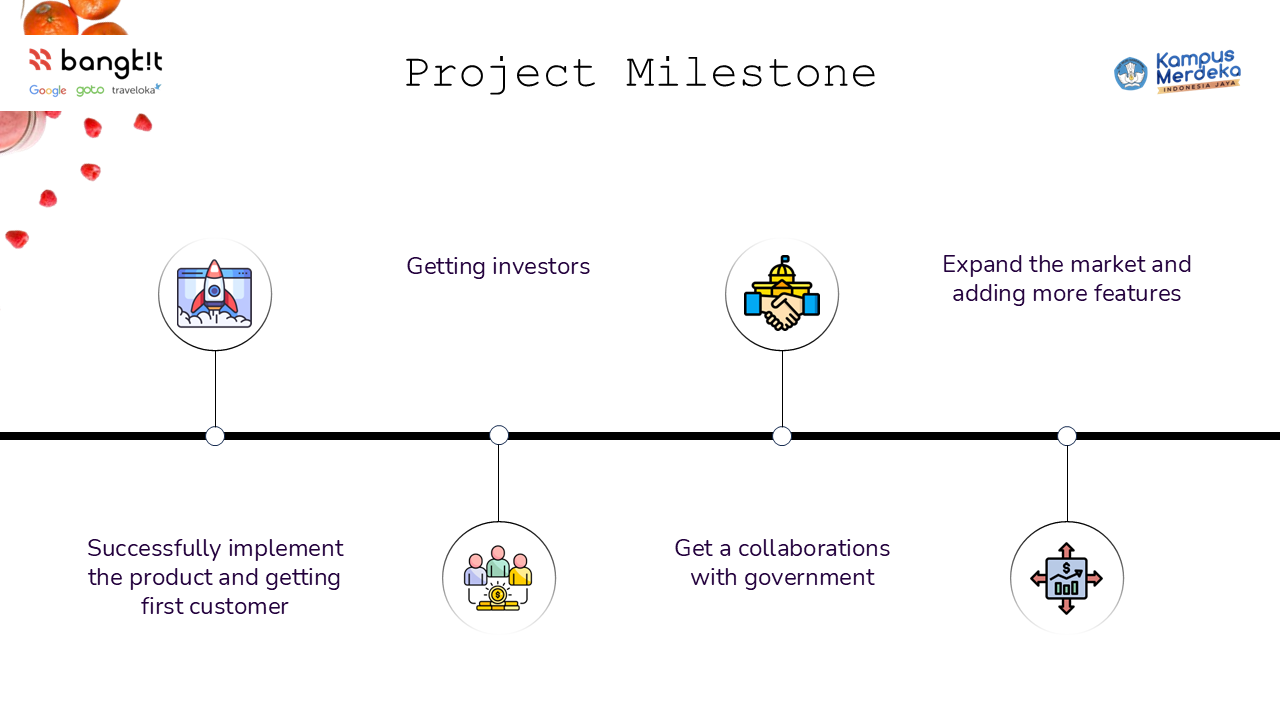 bangk!t
Google goto traveloka
Project Milestone
Kampus
Merdeka
INDONESIA JAYA
Getting investors
Expand the market and
adding more features
Successfully implement
the product and getting
first customer
Get a collaborations
with government